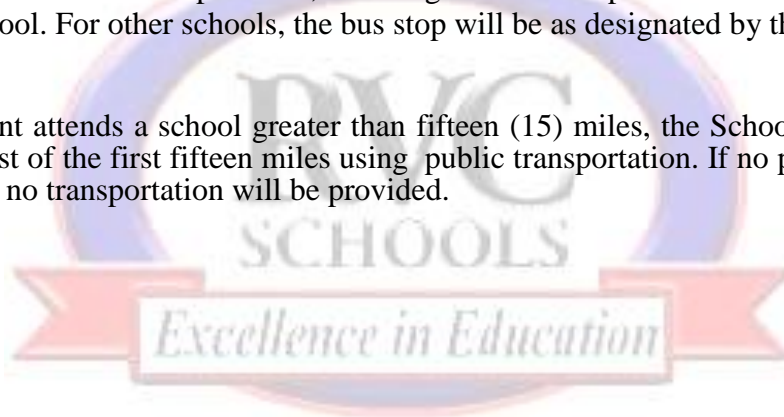 ool. For other schools, the bus stop will be as designated by th
nt attends a school greater than fifteen (15) miles, the Schoo
st of the first fifteen miles using public transportation. If no p
no transportation will be provided.
RVC
SCHOOLS
Excellence in Education